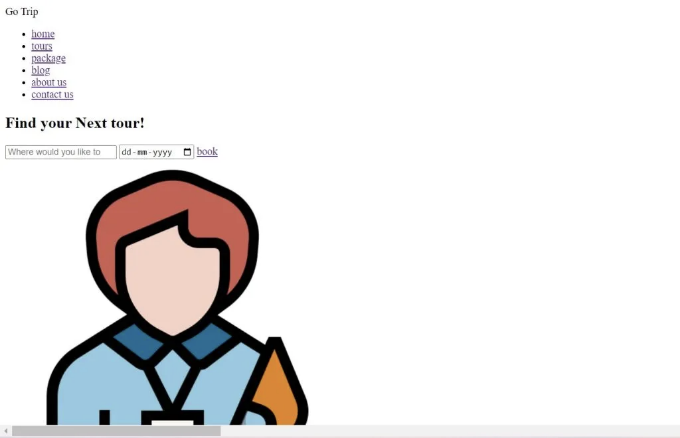 Go Trip
home
tours
package
blog
about us
contact us
Find your Next tour!
Where would you like to dd-mm-yyyy book